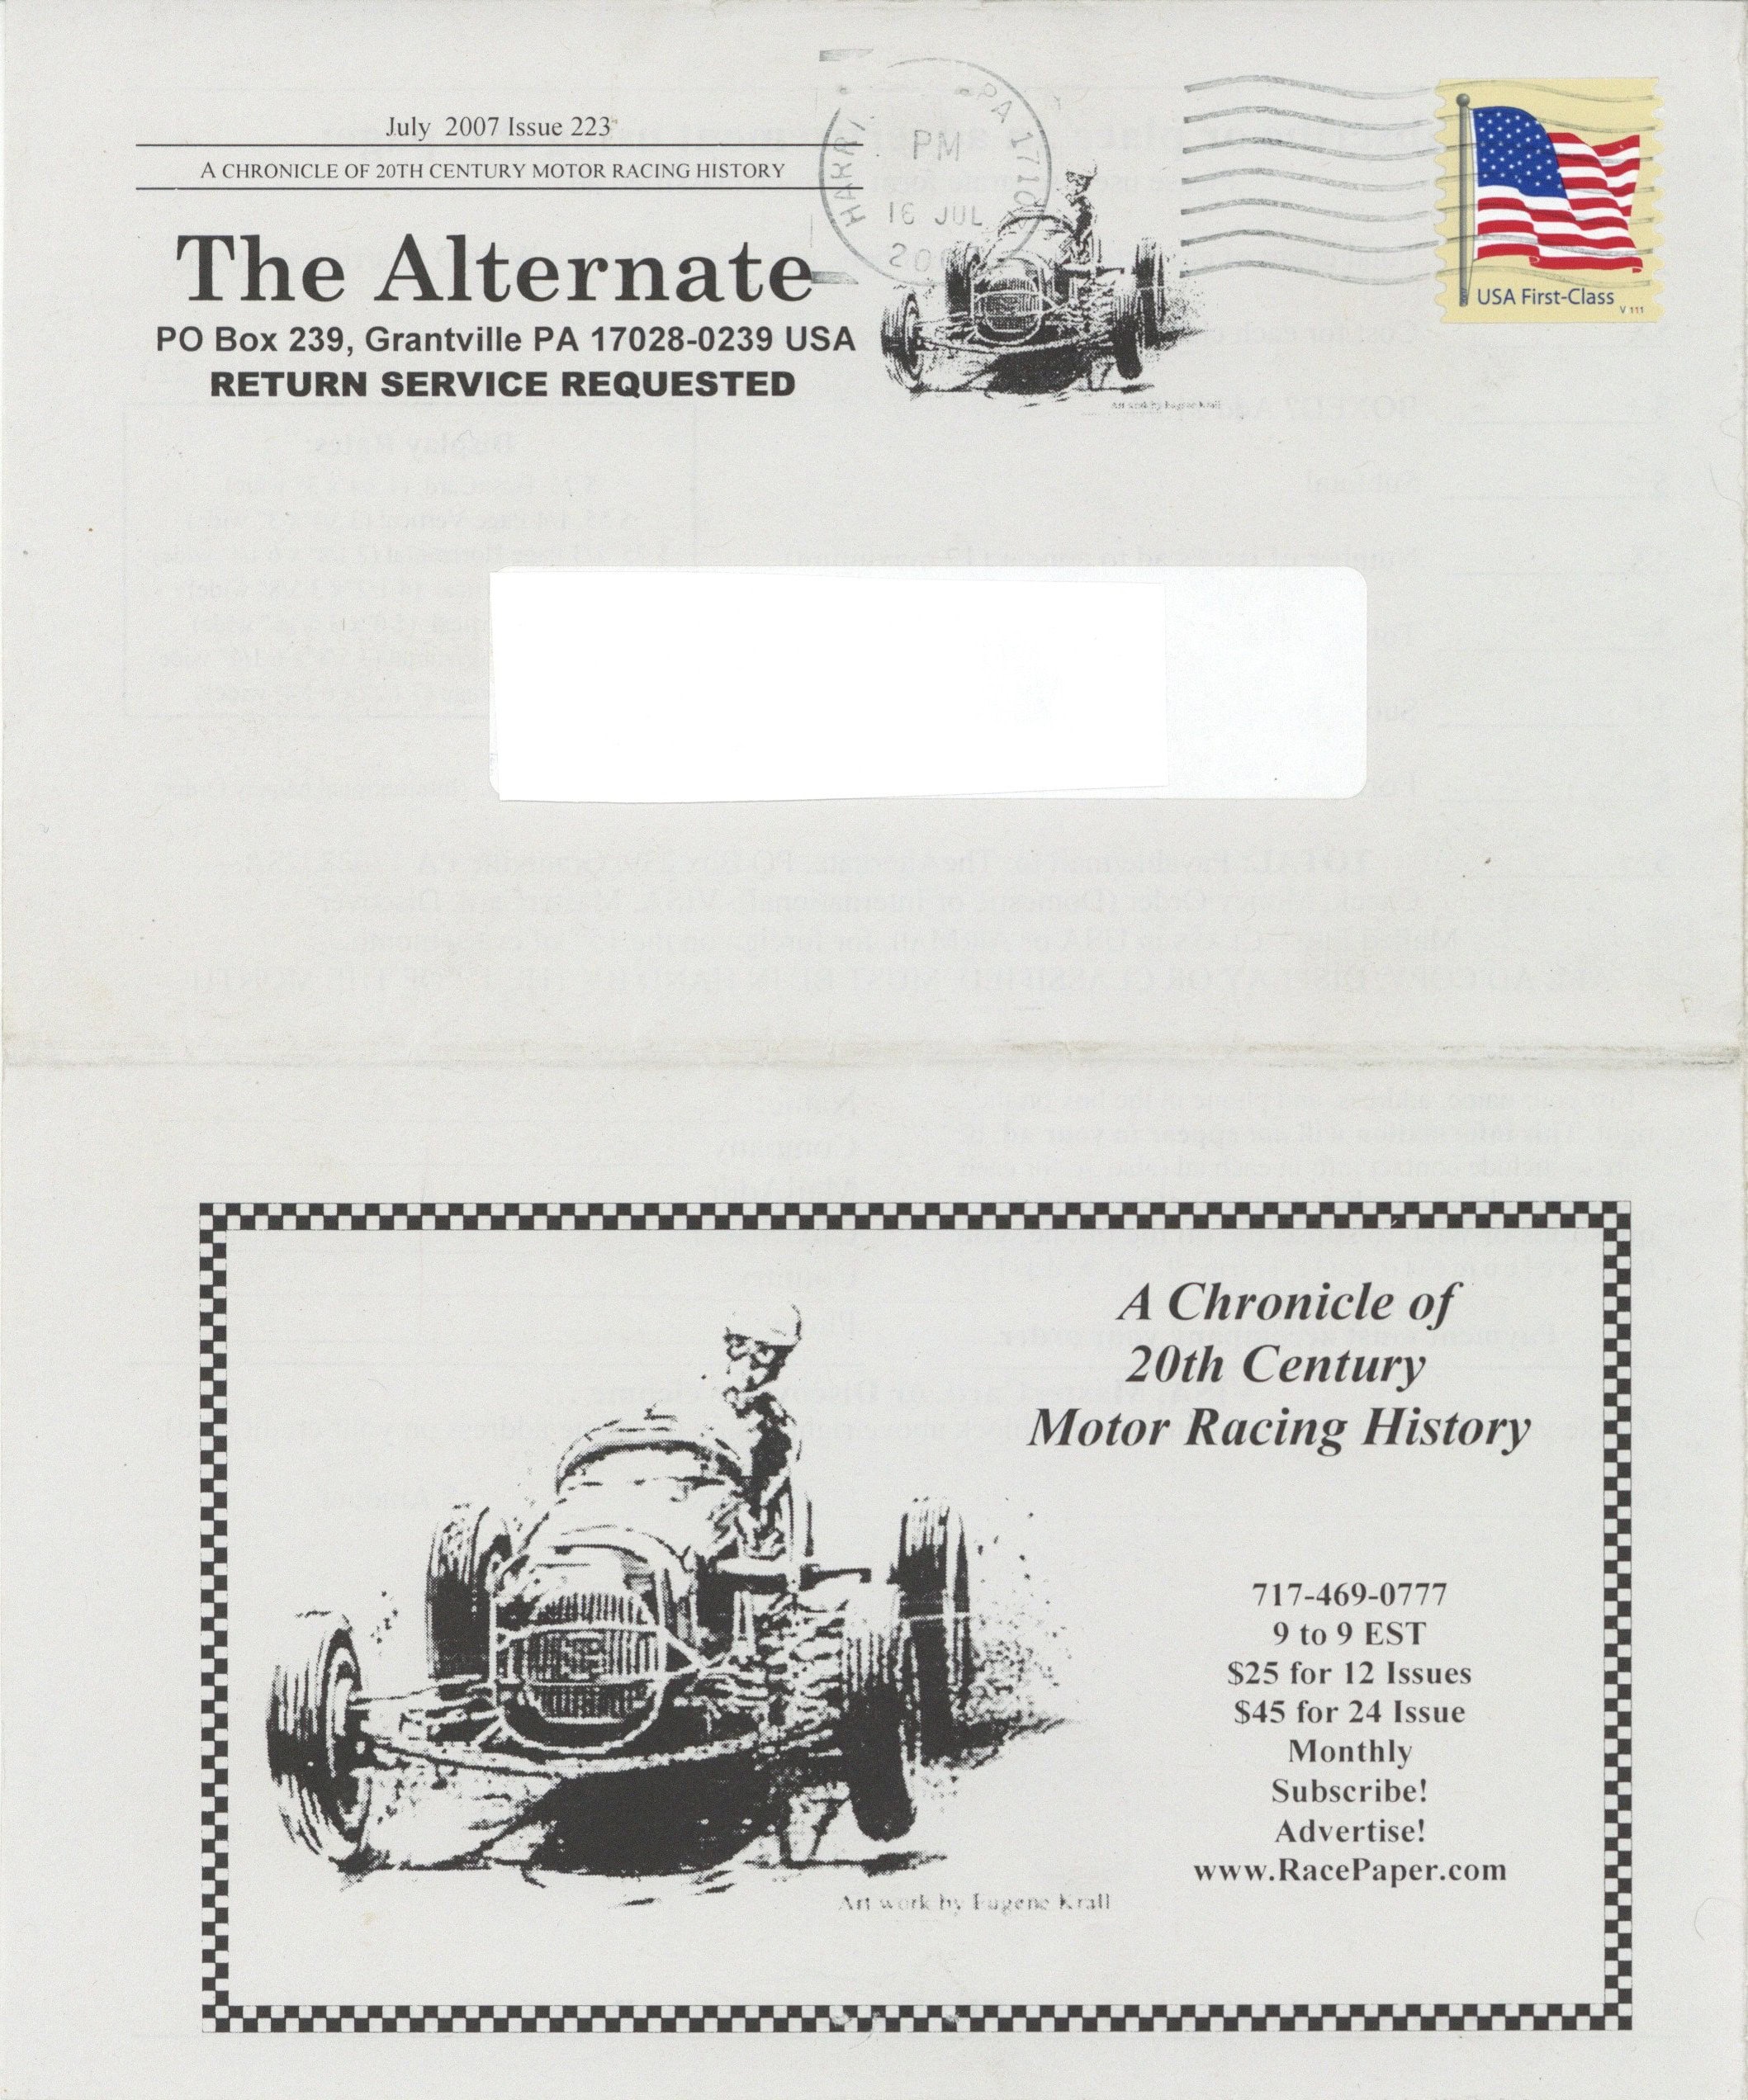 July 2007 Issue 223
A CHRONICLE OF 20TH CENTURY MOTOR RACING HISTORY
The Alternate
PO Box 239, Grantville PA 17028-0239 USA
RETURN SERVICE REQUESTED
PA
PM
16 JUL
USA First-Class
V 111
Art work by Eugene Krall
A Chronicle of
20th Century
Motor Racing History
717-469-0777
9 to 9 EST
$25 for 12 Issues
$45 for 24 Issue
Monthly
Subscribe!
Advertise!
www.RacePaper.com
Art work by Eugene Krall